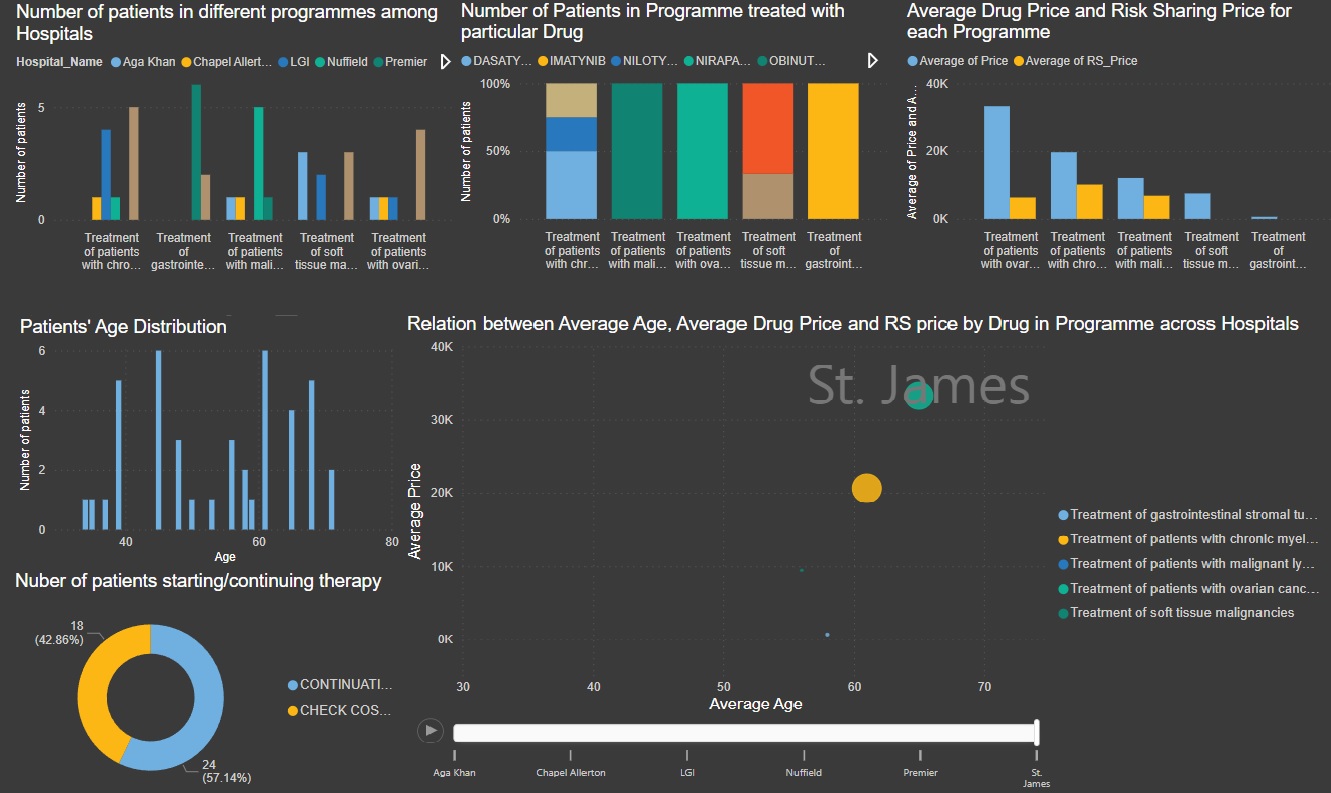 Number of patients in different programmes among
Hospitals
Hospital_Name Aga Khan Chapel Allert... LGI Nuffield Premier
Number of patients
5
0
Treatment
of patients
with chro...
Treatment
of
gastrointe...
Treatment
of patients
with mali...
Treatment
of soft
tissue ma...
Treatment
of patients
with ovari...
Number of Patients in Programme treated with
particular Drug
DASATY... IMATYNIB NILOTY... NIRAPA... OBINUT...
Number of patients
100%
50%
0%
Treatment
of patients
with chr...
Treatment
of patients
with mali...
Treatment
of patients
with ova...
Treatment
of soft
tissue m...
Treatment
of
gastroint...
Average Drug Price and Risk Sharing Price for
each Programme
Average of Price Average of RS_Price
Average of Price and A...
40K
20K
0K
Treatment
of patients
with ovar...
Treatment
of patients
with chro...
Treatment
of patients
with mali...
Treatment
of soft
tissue m...
Treatment
of
gastroint...
Patients' Age Distribution
Number of patients
6
4
2
0
40 60 80
Age
Nuber of patients starting/continuing therapy
18
(42.86%)
24
(57.14%)
CONTINUATI...
CHECK COS...
Relation between Average Age, Average Drug Price and RS price by Drug in Programme across Hospitals
St. James
Average Price
40K
30K
20K
10K
0K
30 40 50 60 70
Average Age
Treatment of gastrointestinal stromal tu...
Treatment of patients with chronic myel...
Treatment of patients with malignant ly...
Treatment of patients with ovarian canc...
Treatment of soft tissue malignancies
Aga Khan Chapel Allerton LGI Nuffield Premier St.
James